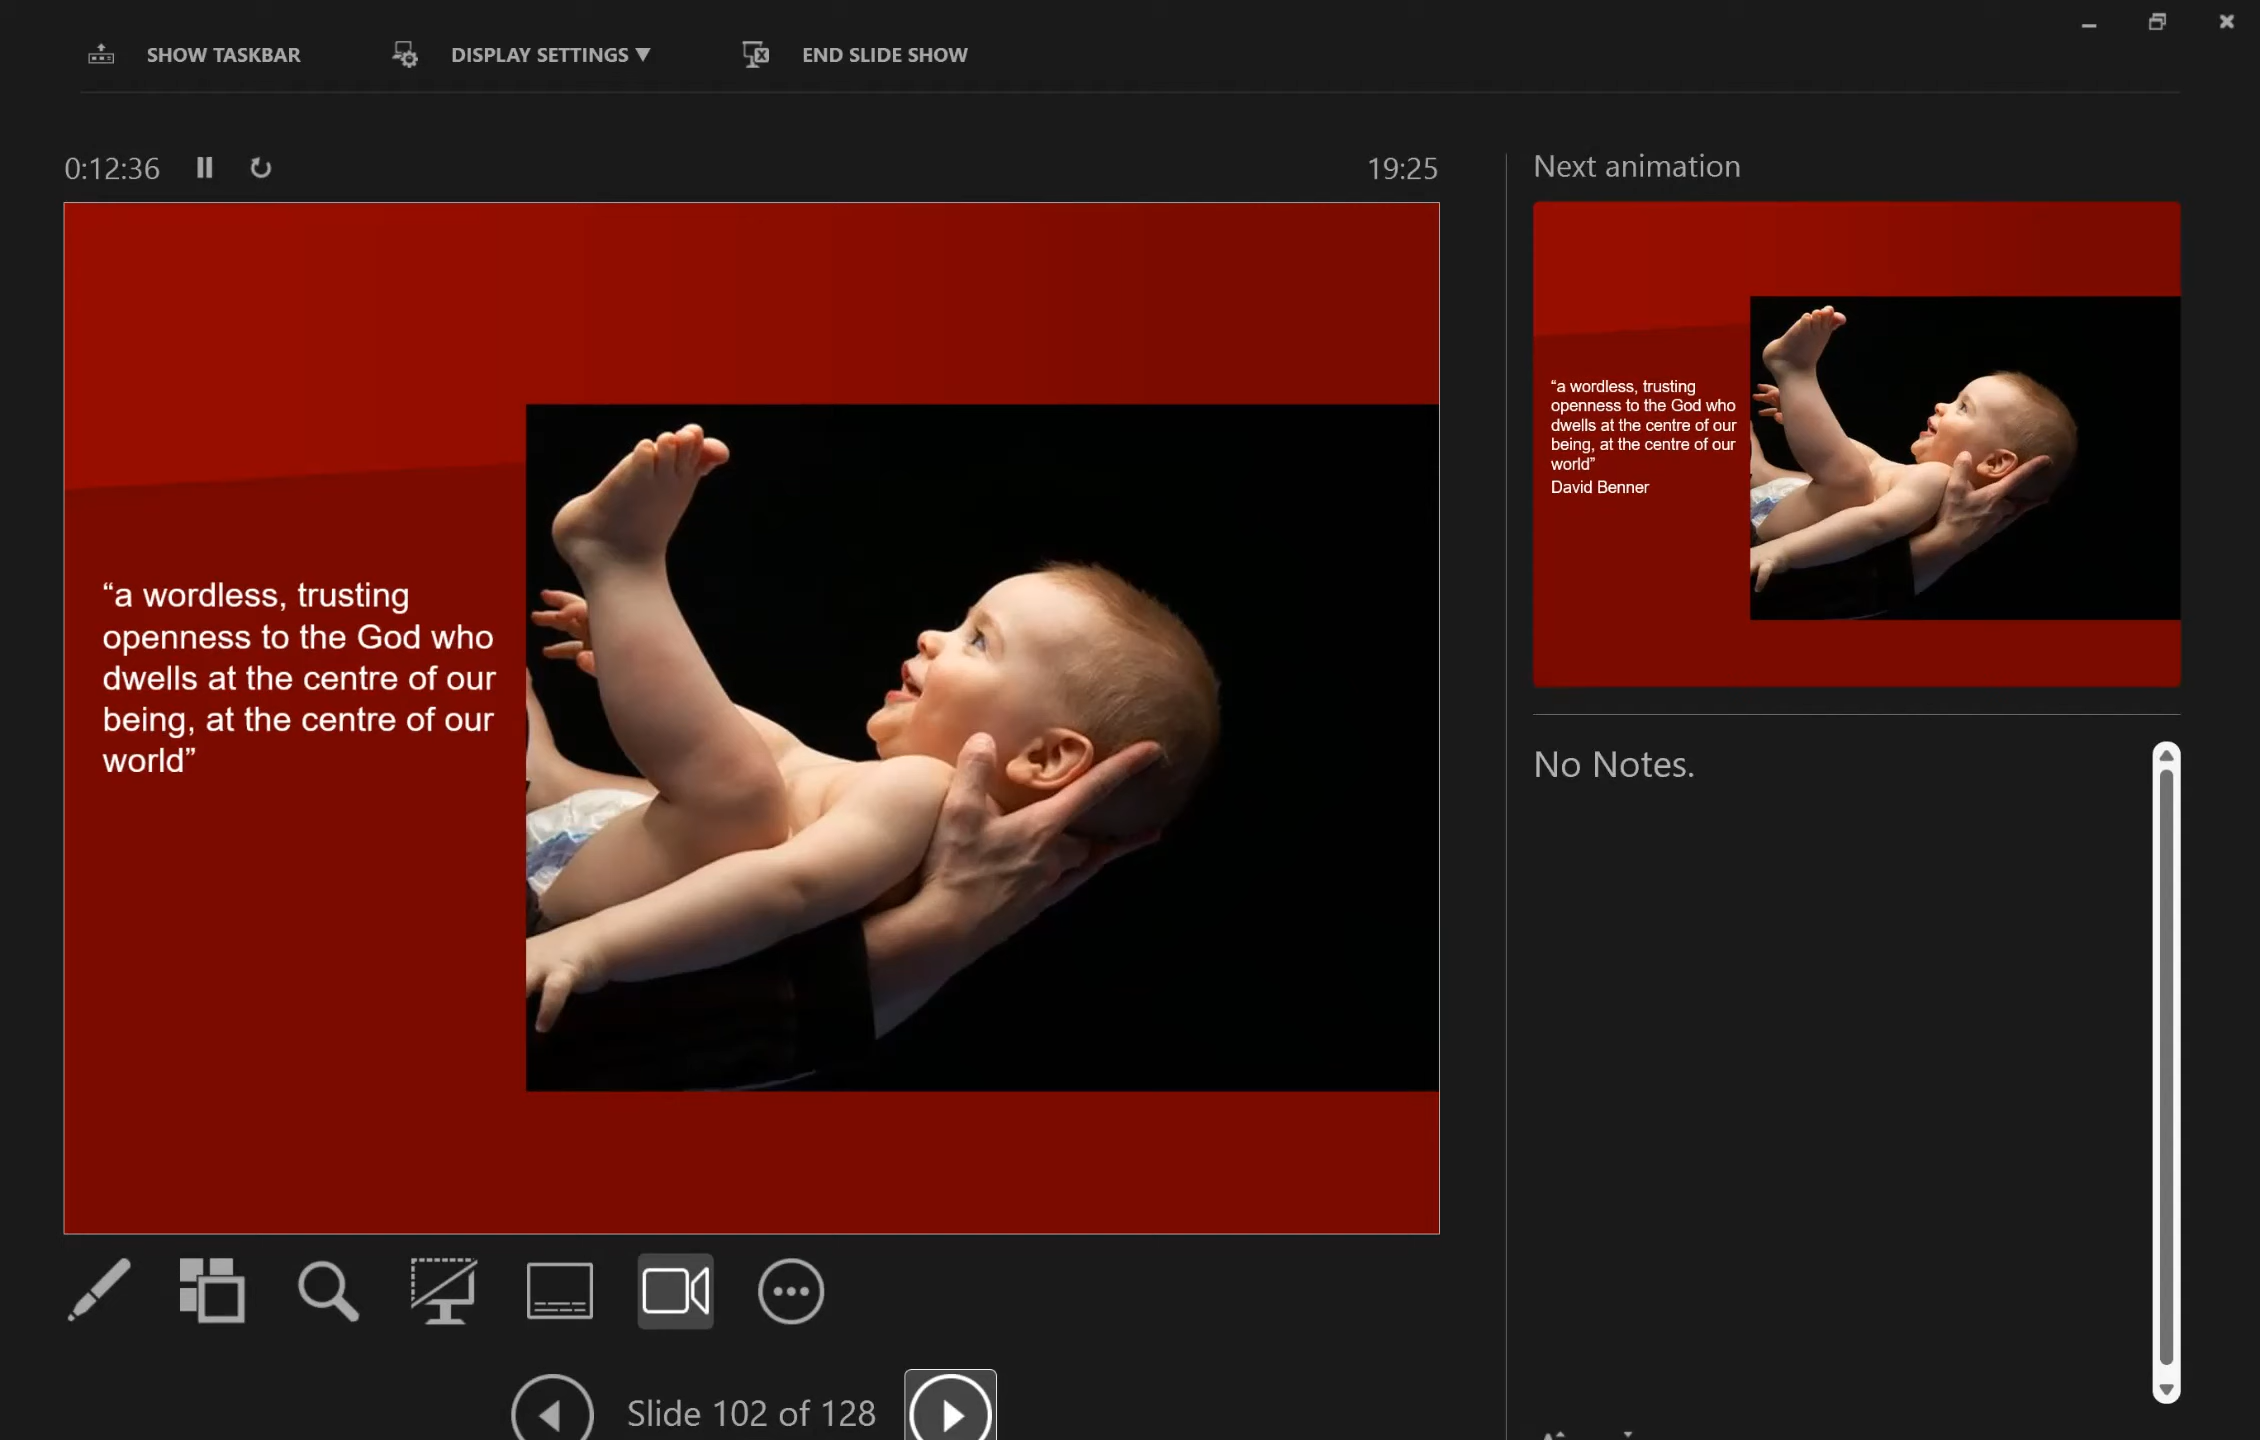 SHOW TASKBAR
DISPLAY SETTINGS ▼
END SLIDE SHOW
0:12:36
19:25
Next animation
“a wordless, trusting
openness to the God who
dwells at the centre of our
being, at the centre of our
world”
“a wordless, trusting
openness to the God who
dwells at the centre of our
being, at the centre of our
world”
David Benner
No Notes.
Slide 102 of 128